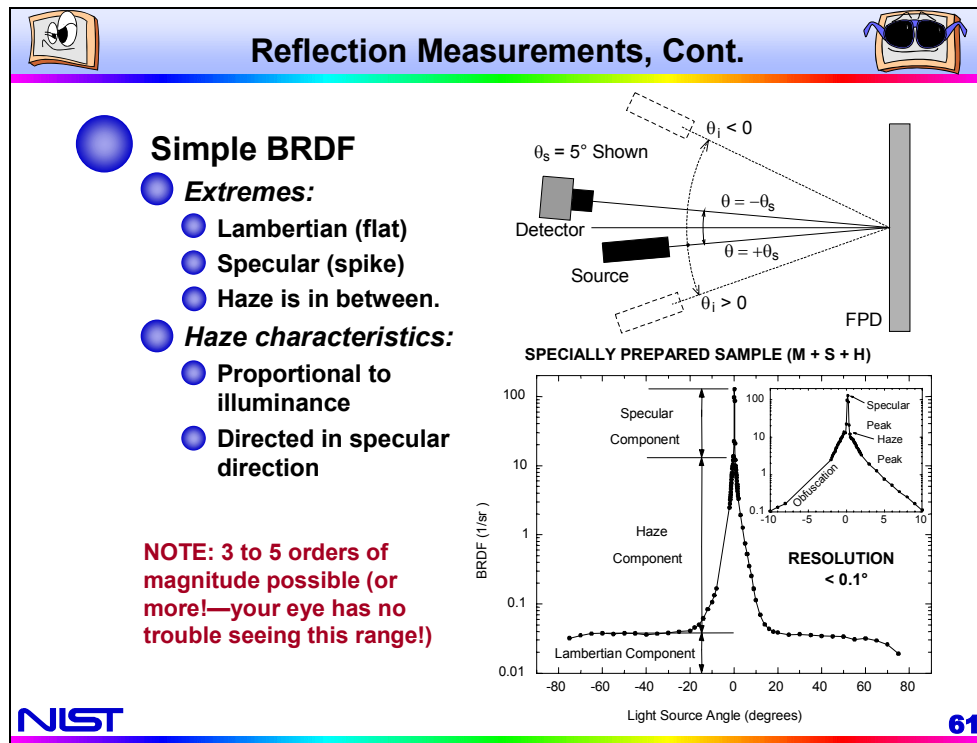 Reflection Measurements, Cont.
Simple BRDF
Extremes:
Lambertian (flat)
Specular (spike)
Haze is in between.
Haze characteristics:
Proportional to
illuminance
Directed in specular
direction
NOTE: 3 to 5 orders of
magnitude possible (or
more!—your eye has no
trouble seeing this range!)
θi < 0
θs = 5° Shown
θ = −θs
Detector
θ = +θs
Source
θi > 0
FPD
SPECIALLY PREPARED SAMPLE (M + S + H)
100
10
1
0.1
0.01
BRDF (1/sr )
Specular
Component
Haze
Component
Lambertian Component
100
10
1
0.1
Specular
Peak
Haze
Peak
Obfuscation
-10 -5 0 5 10
RESOLUTION
< 0.1°
-80 -60 -40 -20 0 20 40 60 80
Light Source Angle (degrees)
NIST
61